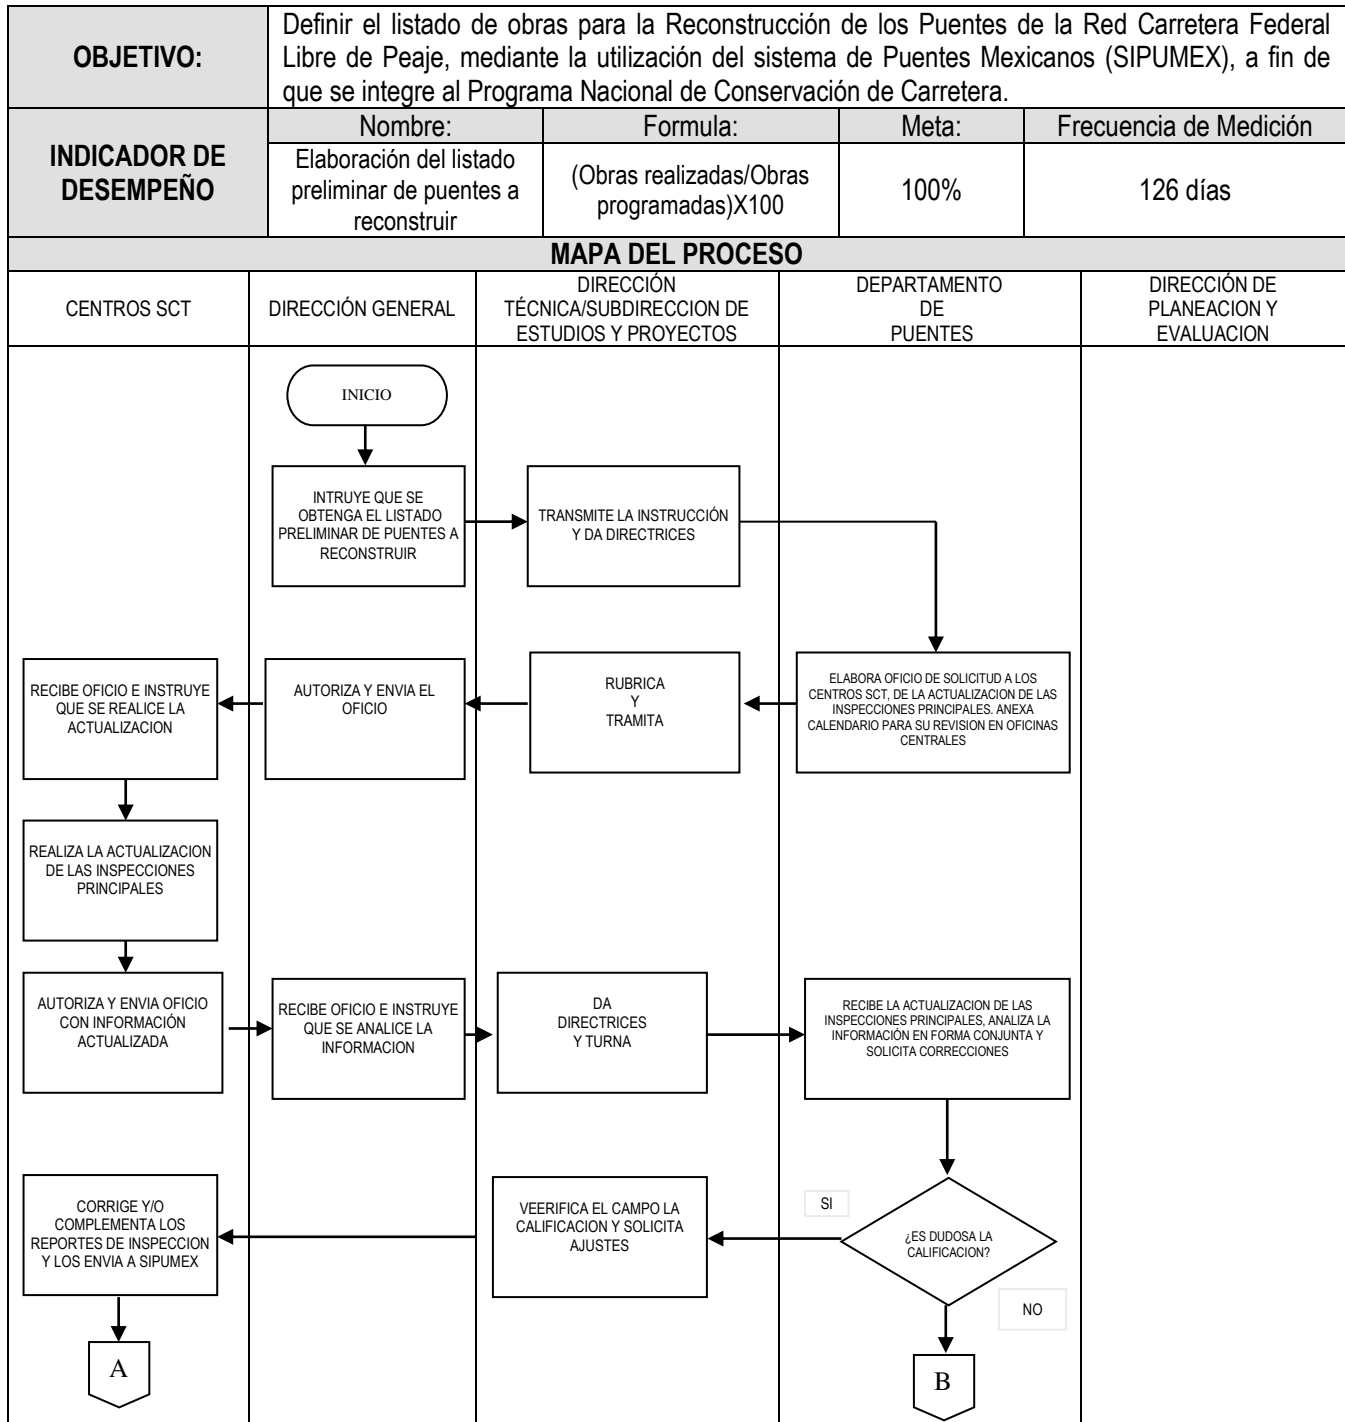 OBJETIVO:
Definir el listado de obras para la Reconstrucción de los Puentes de la Red Carretera Federal
Libre de Peaje, mediante la utilización del sistema de Puentes Mexicanos (SIPUMEX), a fin de
que se integre al Programa Nacional de Conservación de Carretera.
INDICADOR DE
DESEMPEÑO
Nombre:
Formula:
Meta:
Frecuencia de Medición
Elaboración del listado
preliminar de puentes a
reconstruir
(Obras realizadas/Obras
programadas)X100
100%
126 días
MAPA DEL PROCESO
CENTROS SCT
DIRECCIÓN GENERAL
DIRECCIÓN
TÉCNICA/SUBDIRECCION DE
ESTUDIOS Y PROYECTOS
DEPARTAMENTO
DE
PUENTES
DIRECCIÓN DE
PLANEACION Y
EVALUACION
INICIO
INTRUYE QUE SE
OBTENGA EL LISTADO
PRELIMINAR DE PUENTES A
RECONSTRUIR
TRANSMITE LA INSTRUCCIÓN
Y DA DIRECTRICES
RECIBE OFICIO E INSTRUYE
QUE SE REALICE LA
ACTUALIZACION
AUTORIZA Y ENVIA EL
OFICIO
RUBRICA
Y
TRAMITA
ELABORA OFICIO DE SOLICITUD A LOS
CENTROS SCT, DE LA ACTUALIZACION DE LAS
INSPECCIONES PRINCIPALES. ANEXA
CALENDARIO PARA SU REVISION EN OFICINAS
CENTRALES
REALIZA LA ACTUALIZACION
DE LAS INSPECCIONES
PRINCIPALES
AUTORIZA Y ENVIA OFICIO
CON INFORMACIÓN
ACTUALIZADA
RECIBE OFICIO E INSTRUYE
QUE SE ANALICE LA
INFORMACION
DA
DIRECTRICES
Y TURNA
RECIBE LA ACTUALIZACION DE LAS
INSPECCIONES PRINCIPALES, ANALIZA LA
INFORMACIÓN EN FORMA CONJUNTA Y
SOLICITA CORRECCIONES
CORRIGE Y/O
COMPLEMENTA LOS
REPORTES DE INSPECCION
Y LOS ENVIA A SIPUMEX
VEERIFICA EL CAMPO LA
CALIFICACION Y SOLICITA
AJUSTES
SI
¿ES DUDOSA LA
CALIFICACION?
NO
A
B